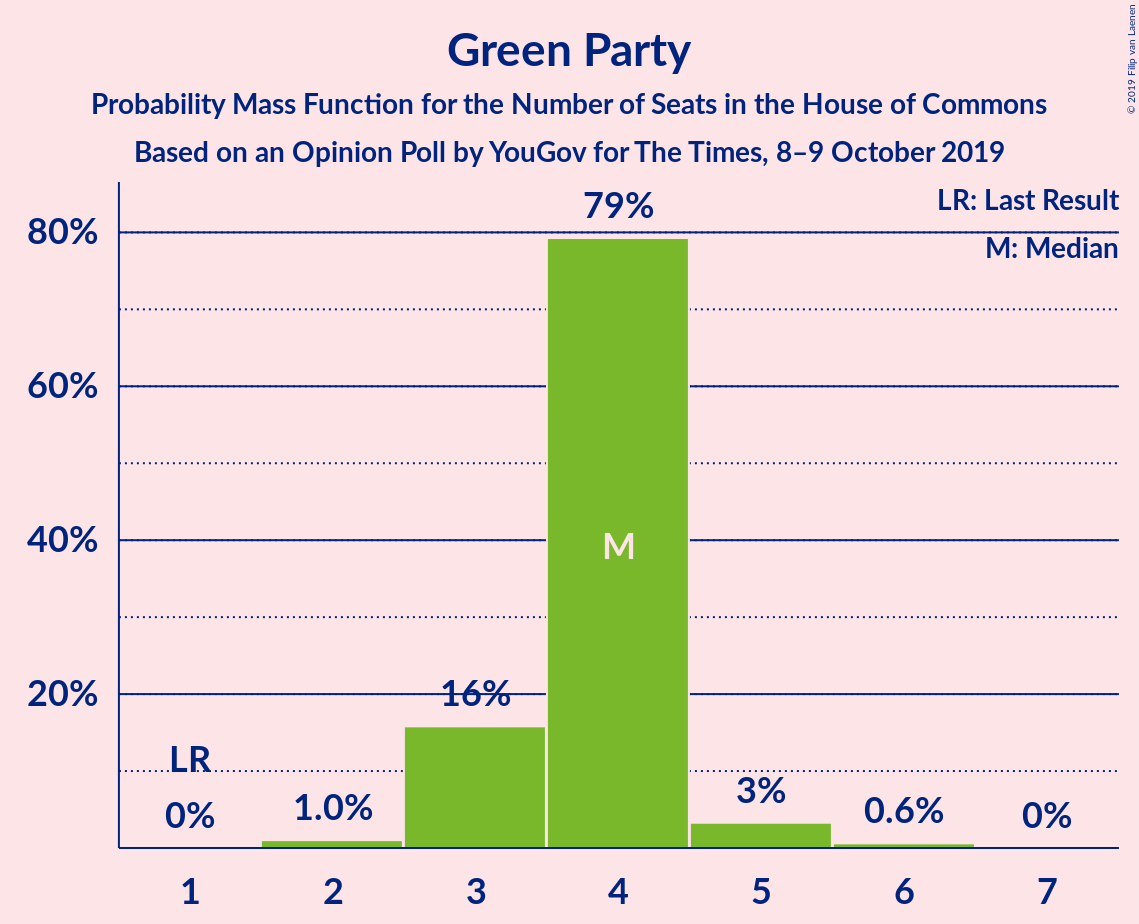 Green Party
Probability Mass Function for the Number of Seats in the House of Commons
Based on an Opinion Poll by YouGov for The Times, 8–9 October 2019
© 2019 Filip van Laenen
LR: Last Result
M: Median
80%
60%
40%
20%
LR
0%
1.0%
16%
79%
M
3%
0.6%
0%
1 2 3 4 5 6 7